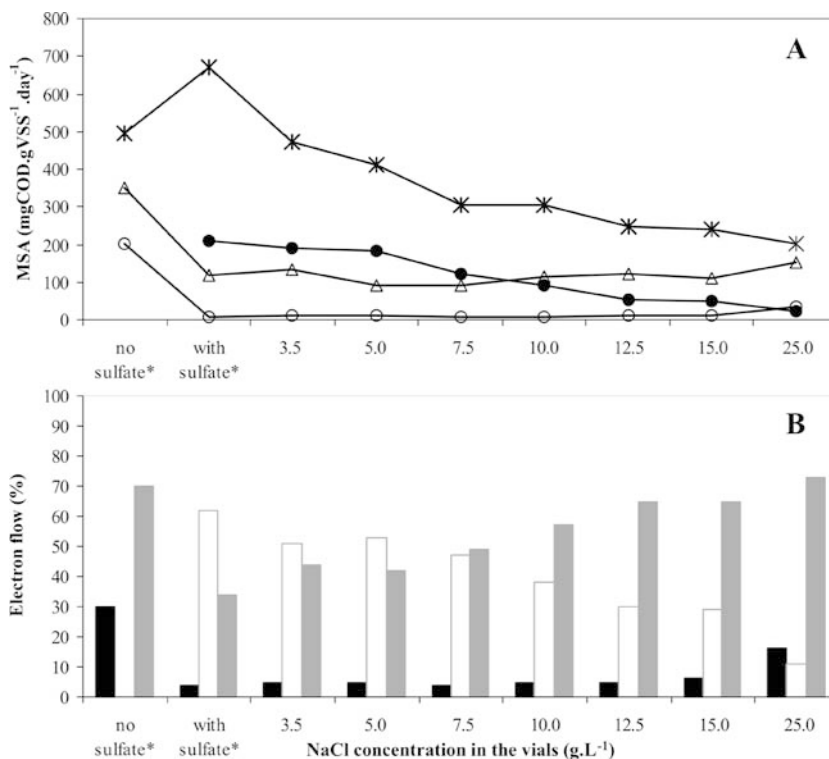 A
MSA (mgCOD.gVSS⁻¹.day⁻¹)
800
700
600
500
400
300
200
100
0
no sulfate* with sulfate* 3.5 5.0 7.5 10.0 12.5 15.0 25.0
B
Electron flow (%)
100
90
80
70
60
50
40
30
20
10
0
no sulfate* with sulfate* 3.5 5.0 7.5 10.0 12.5 15.0 25.0
NaCl concentration in the vials (g.L⁻¹)